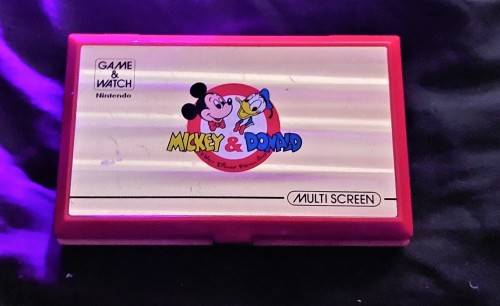 GAME
&
WATCH
Nintendo
MICKEY & DONALD
MULTI SCREEN